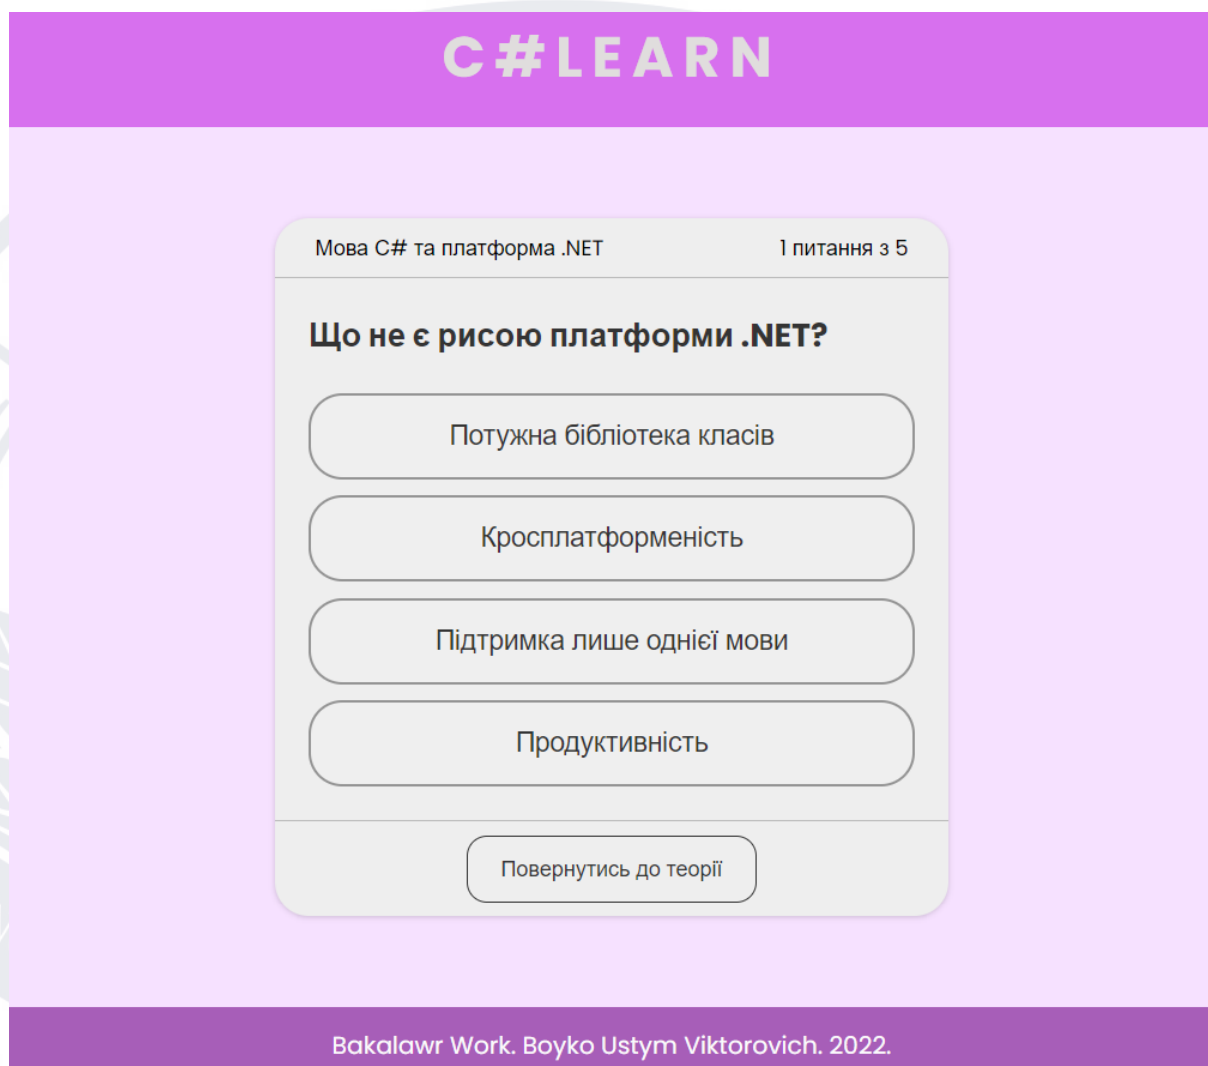 C#LEARN
Мова C# та платформа .NET 1 питання з 5
Що не є рисою платформи .NET?
Потужна бібліотека класів
Кросплатформеність
Підтримка лише однієї мови
Продуктивність
Повернутись до теорії
Bakalawr Work. Boyko Ustym Viktorovich. 2022.